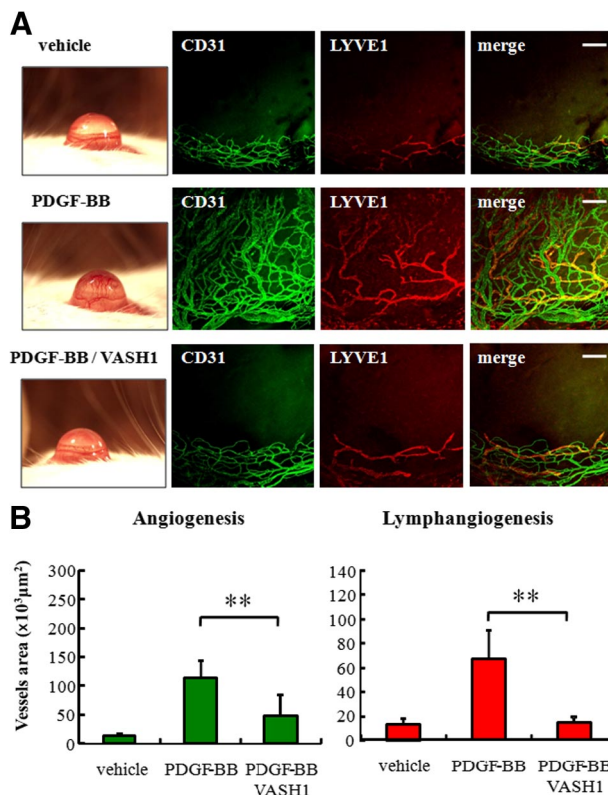 A
vehicle
CD31
LYVE1
merge
PDGF-BB
CD31
LYVE1
merge
PDGF-BB / VASH1
CD31
LYVE1
merge
B
Angiogenesis
Vessels area (x10³μm²)
300
250
200
150
100
50
0
**
vehicle
PDGF-BB
PDGF-BB
VASH1
Lymphangiogenesis
140
120
100
80
60
40
20
0
**
vehicle
PDGF-BB
PDGF-BB
VASH1